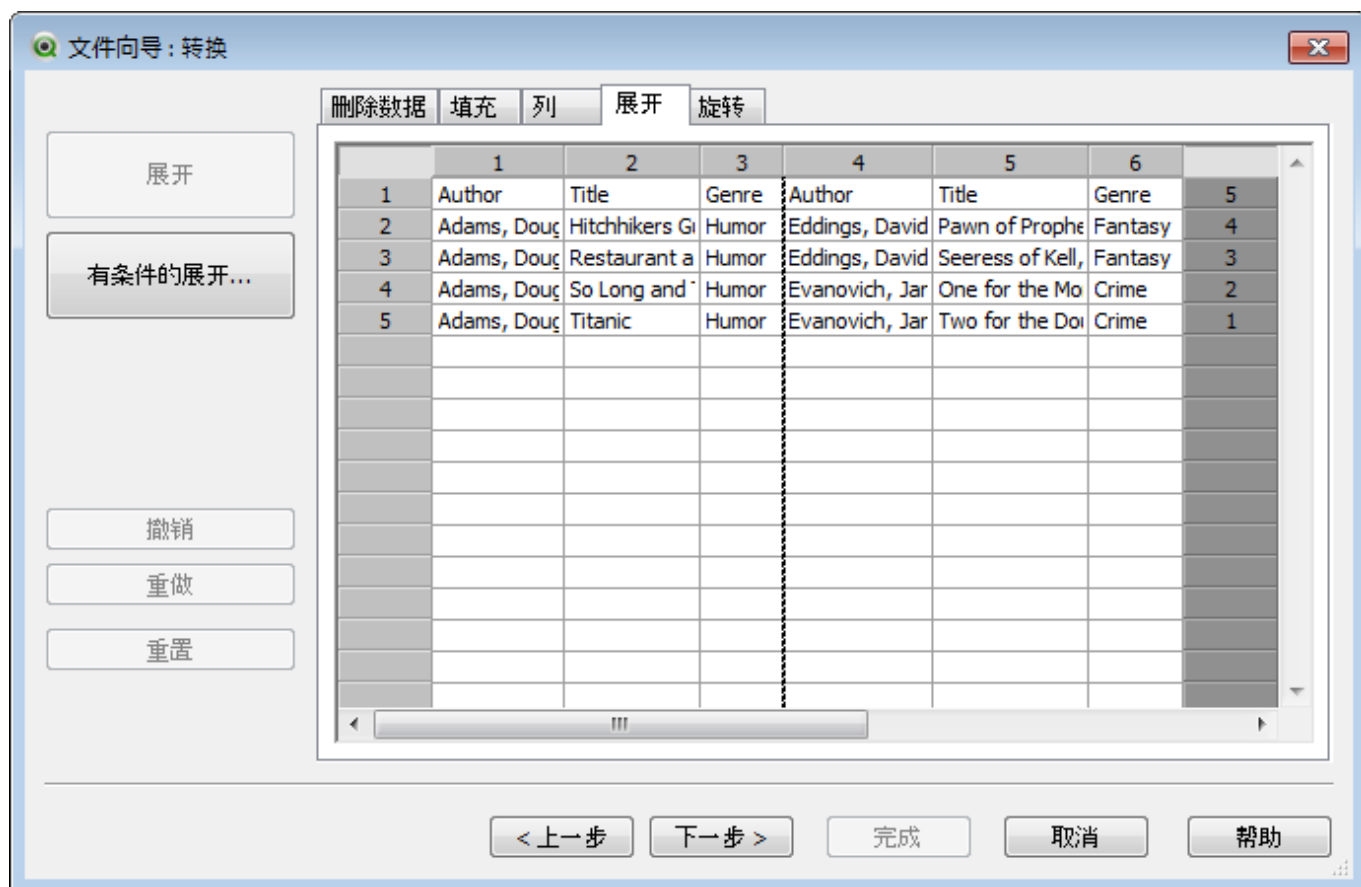 文件向导 : 转换
删除数据 填充 列 展开 旋转
展开
有条件的展开...
撤销
重做
重置
1 2 3 4 5 6
1 Author Title Genre Author Title Genre 5
2 Adams, Doug Hitchhikers Gu Humor Eddings, David Pawn of Prophe Fantasy 4
3 Adams, Doug Restaurant a Humor Eddings, David Seeress of Kell, Fantasy 3
4 Adams, Doug So Long and Humor Evanovich, Jar One for the Mo Crime 2
5 Adams, Doug Titanic Humor Evanovich, Jar Two for the Dou Crime 1
< 上一步 下一步 > 完成 取消 帮助